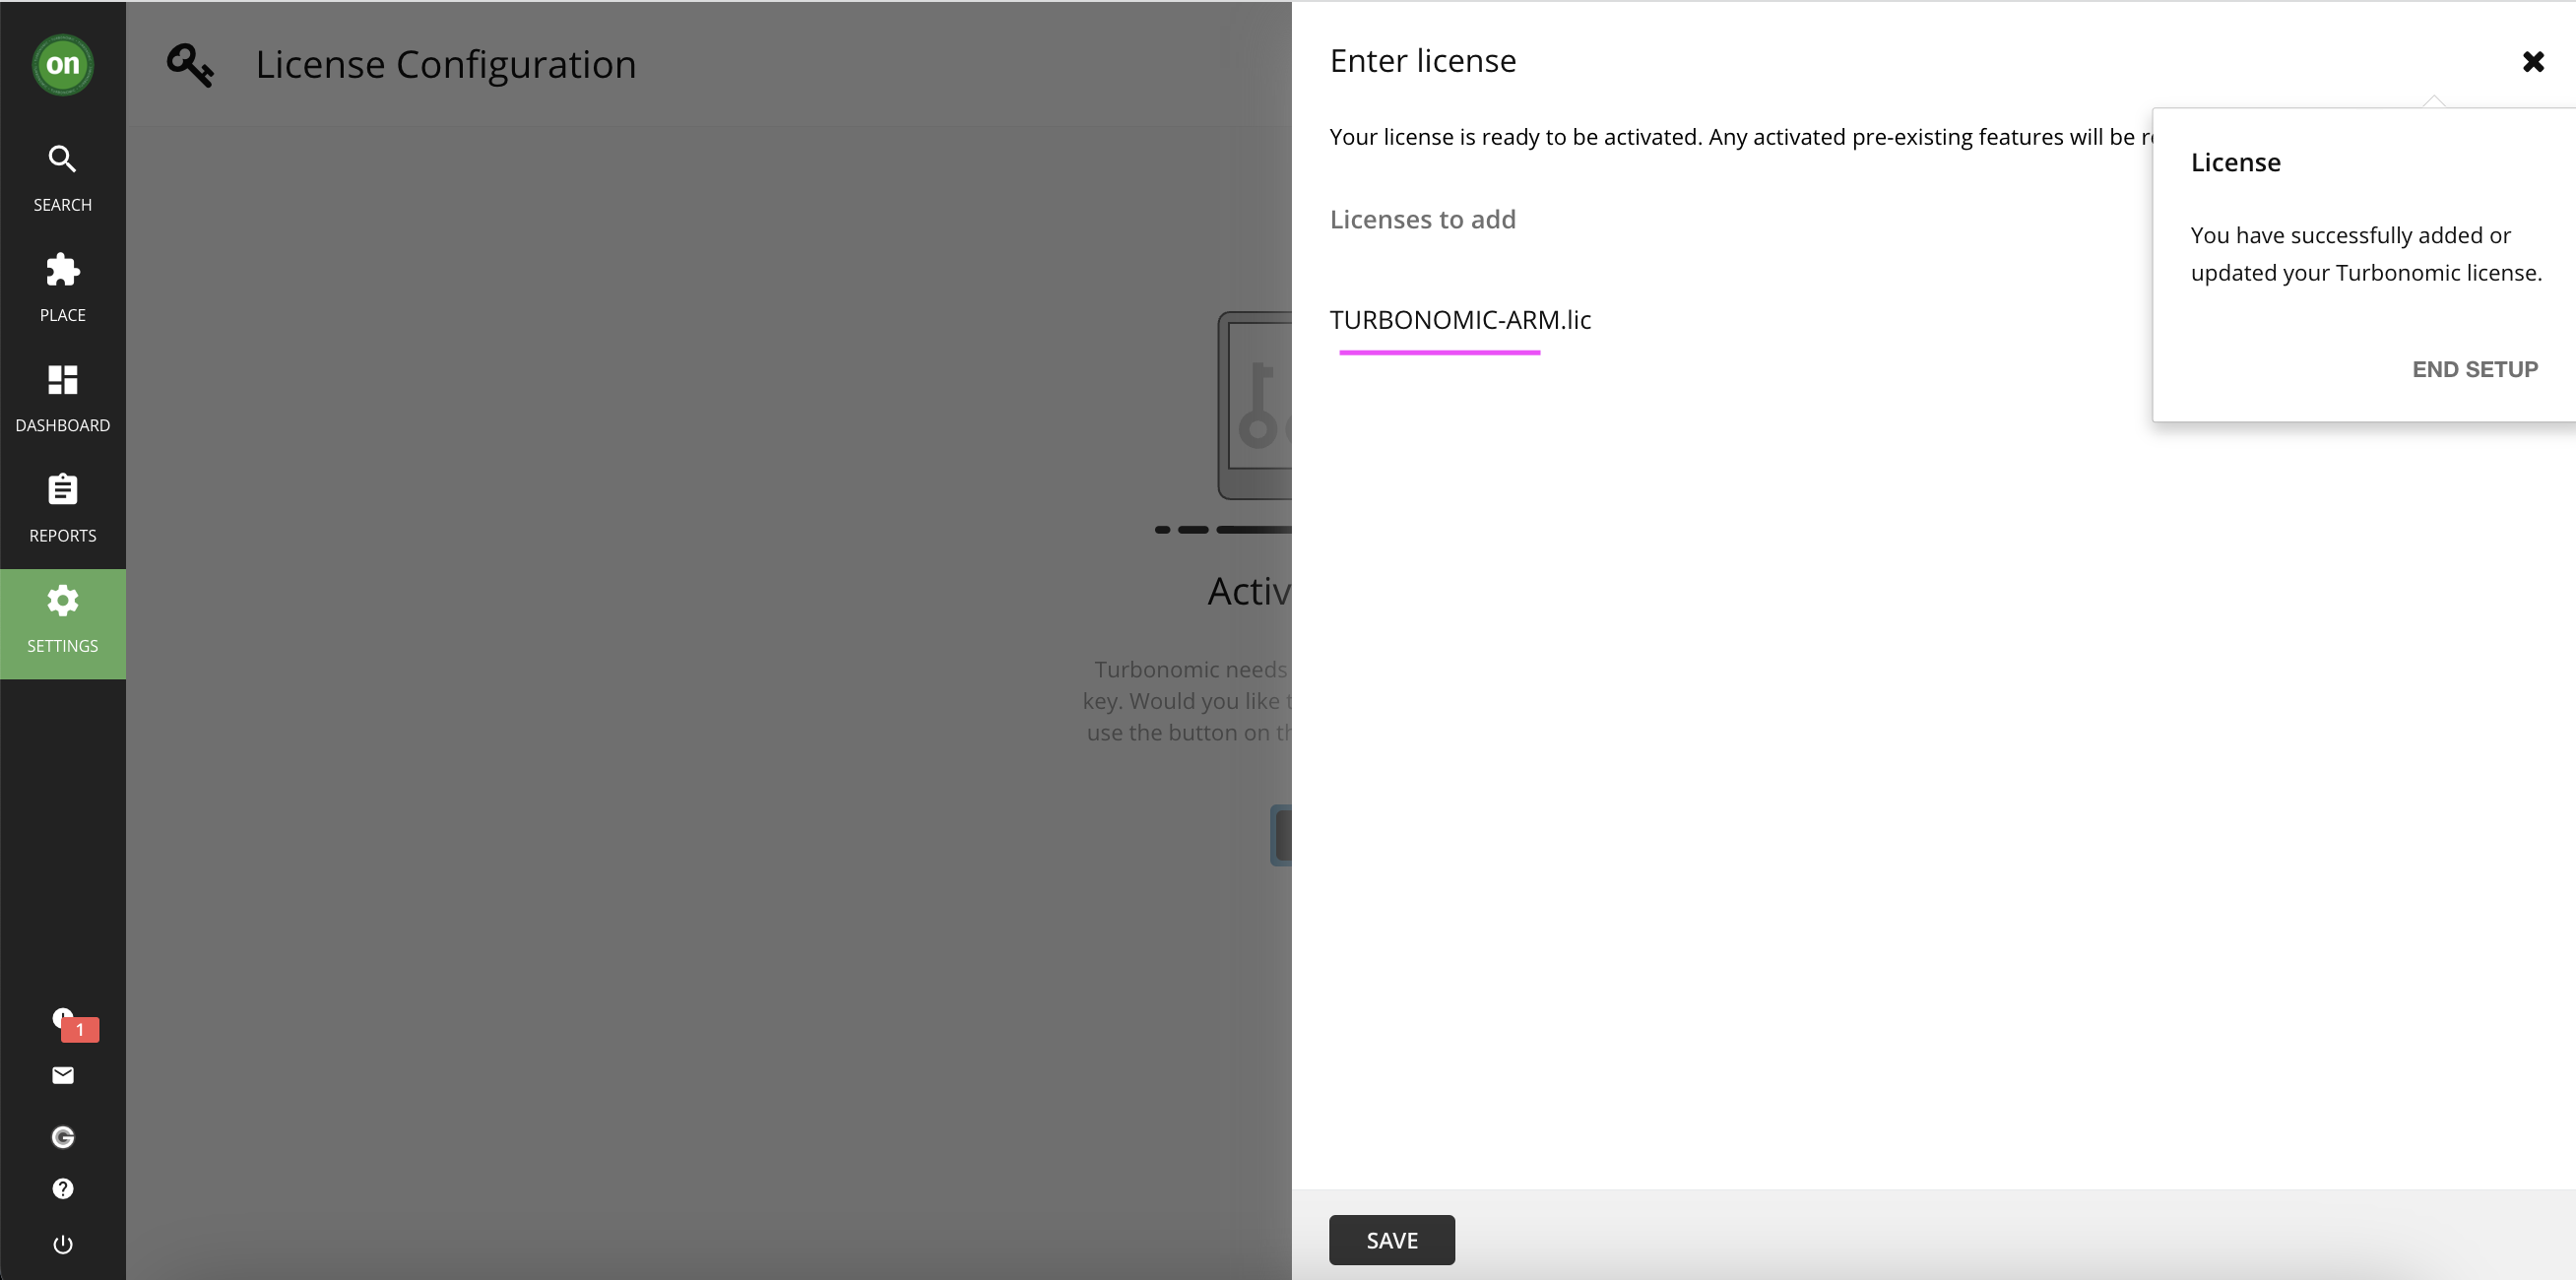 on
License Configuration
SEARCH
PLACE
DASHBOARD
REPORTS
SETTINGS
1
Turbonomic needs
key. Would you like
use the button on
Enter license
Your license is ready to be activated. Any activated pre-existing features will be
Licenses to add
TURBONOMIC-ARM.lic
License
You have successfully added or
updated your Turbonomic license.
END SETUP
SAVE